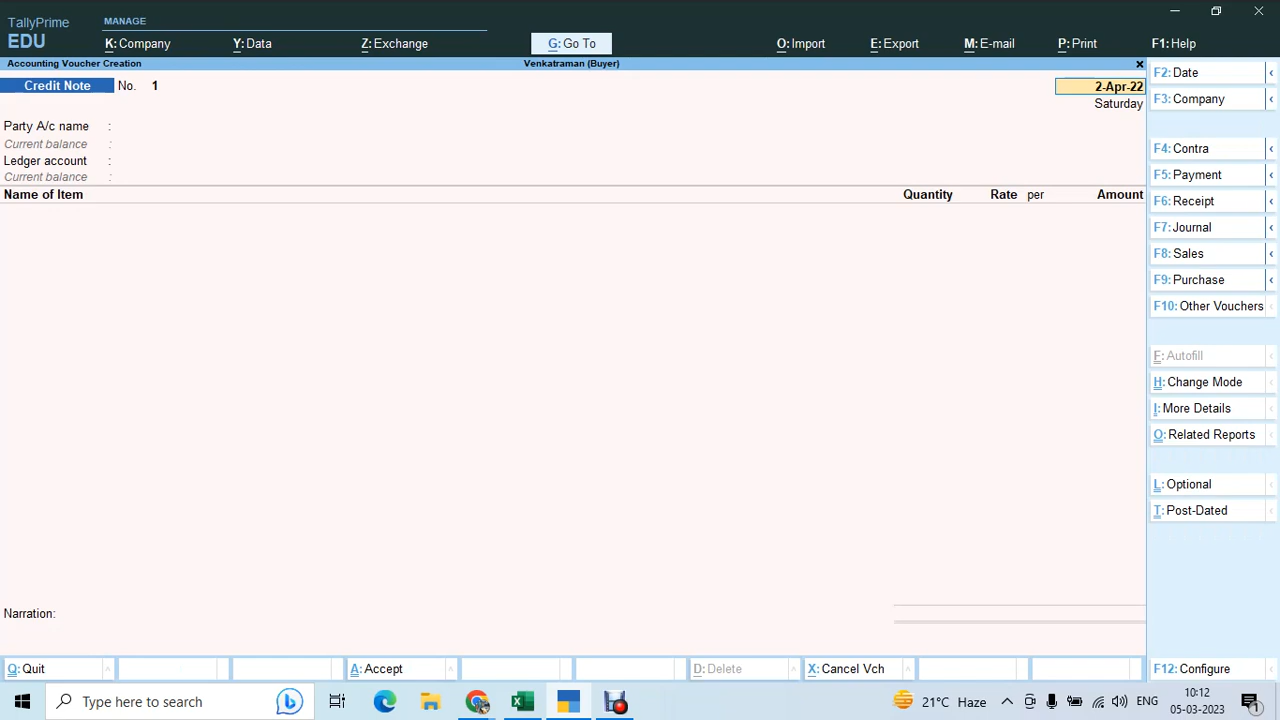 TallyPrime
EDU
MANAGE
K: Company
Y: Data
Z: Exchange
G: Go To
O: Import
E: Export
M: E-mail
P: Print
F1: Help
Accounting Voucher Creation
Venkatraman (Buyer)
×
Credit Note No. 1
2-Apr-22
Saturday
Party A/c name :
Current balance :
Ledger account :
Current balance :
Name of Item Quantity Rate per Amount
Narration:
F2: Date
F3: Company
F4: Contra
F5: Payment
F6: Receipt
F7: Journal
F8: Sales
F9: Purchase
F10: Other Vouchers
F: Autofill
H: Change Mode
I: More Details
O: Related Reports
L: Optional
T: Post-Dated
Q: Quit
A: Accept
D: Delete
X: Cancel Vch
F12: Configure
Type here to search
21°C Haze
ENG
10:12
05-03-2023
1